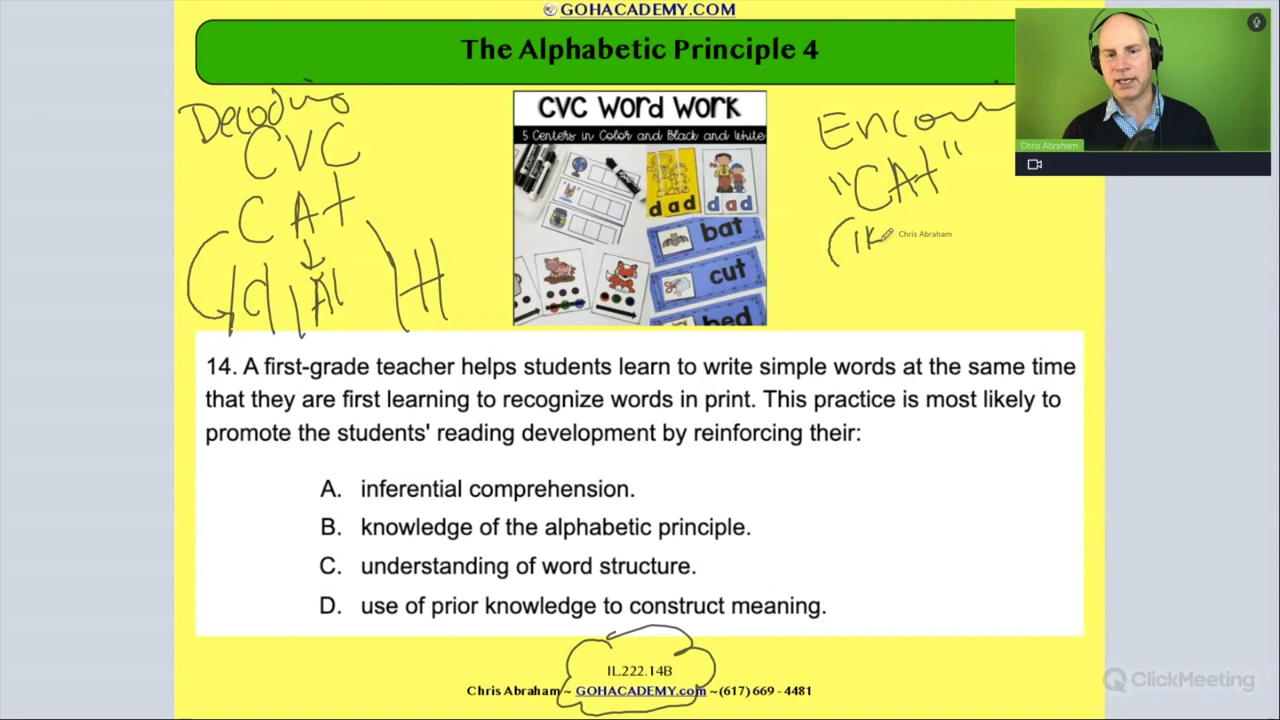 GOHACADEMY.COM
The Alphabetic Principle 4
Chris Abraham
Decoding
CVC
CAt
H
CVC Word Work
5 Centers in Color and Black and White
dad
dad
bat
cut
bed
"CAt"
Chris Abraham
14. A first-grade teacher helps students learn to write simple words at the same time
that they are first learning to recognize words in print. This practice is most likely to
promote the students' reading development by reinforcing their:
A. inferential comprehension.
B. knowledge of the alphabetic principle.
C. understanding of word structure.
D. use of prior knowledge to construct meaning.
IL.222.14B
Chris Abraham ~ GOHACADEMY.com ~(617) 669 - 4481
ClickMeeting